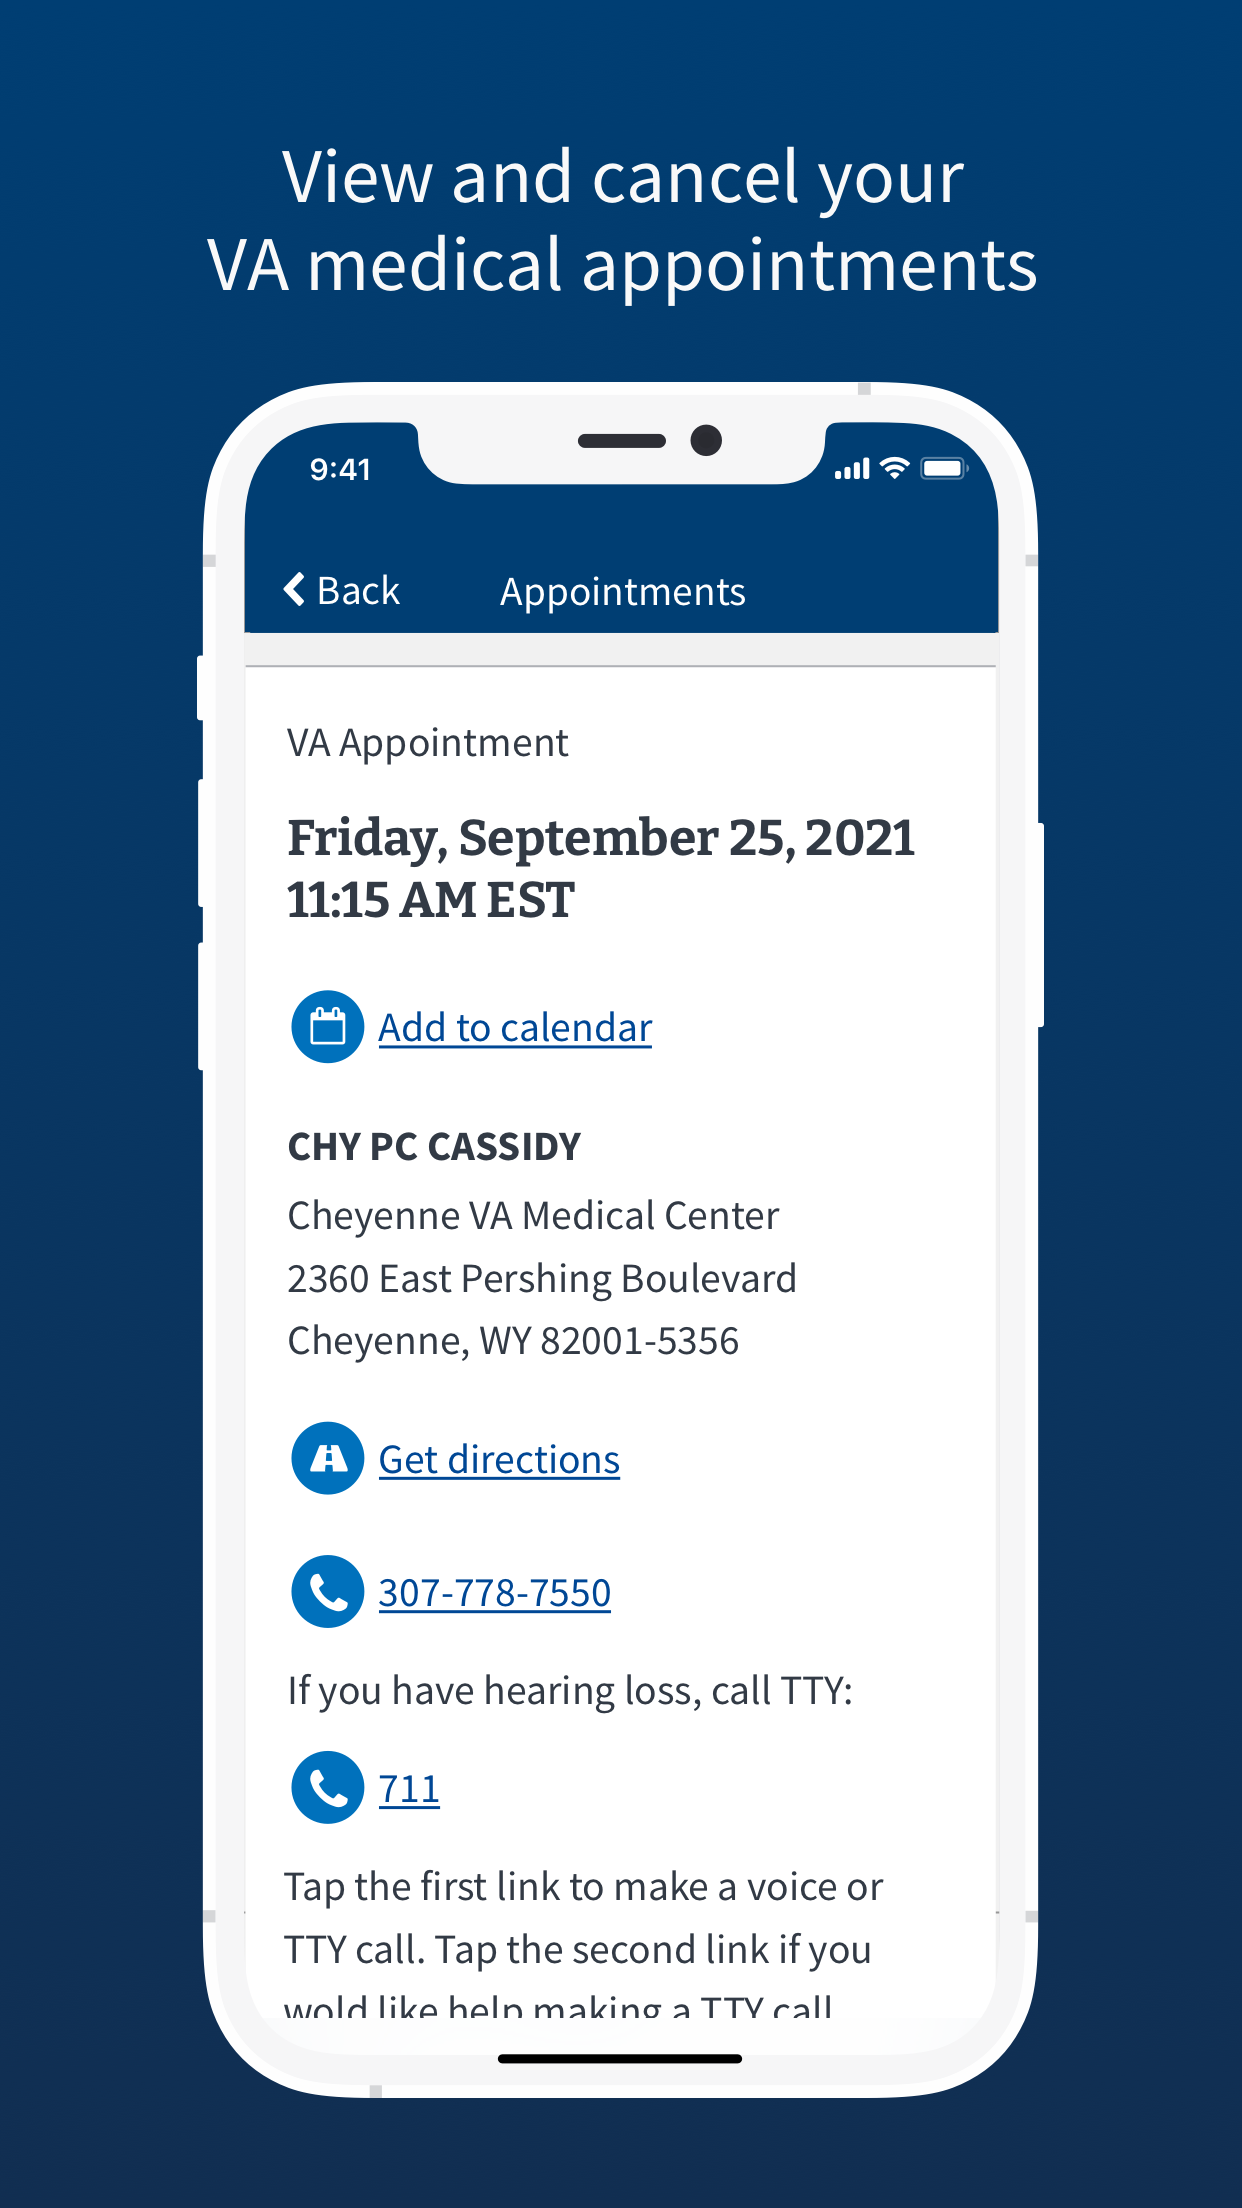 View and cancel your
VA medical appointments
9:41
Back
Appointments
VA Appointment
Friday, September 25, 2021
11:15 AM EST
Add to calendar
CHY PC CASSIDY
Cheyenne VA Medical Center
2360 East Pershing Boulevard
Cheyenne, WY 82001-5356
Get directions
307-778-7550
If you have hearing loss, call TTY:
711
Tap the first link to make a voice or
TTY call. Tap the second link if you
wold like help making a TTY call